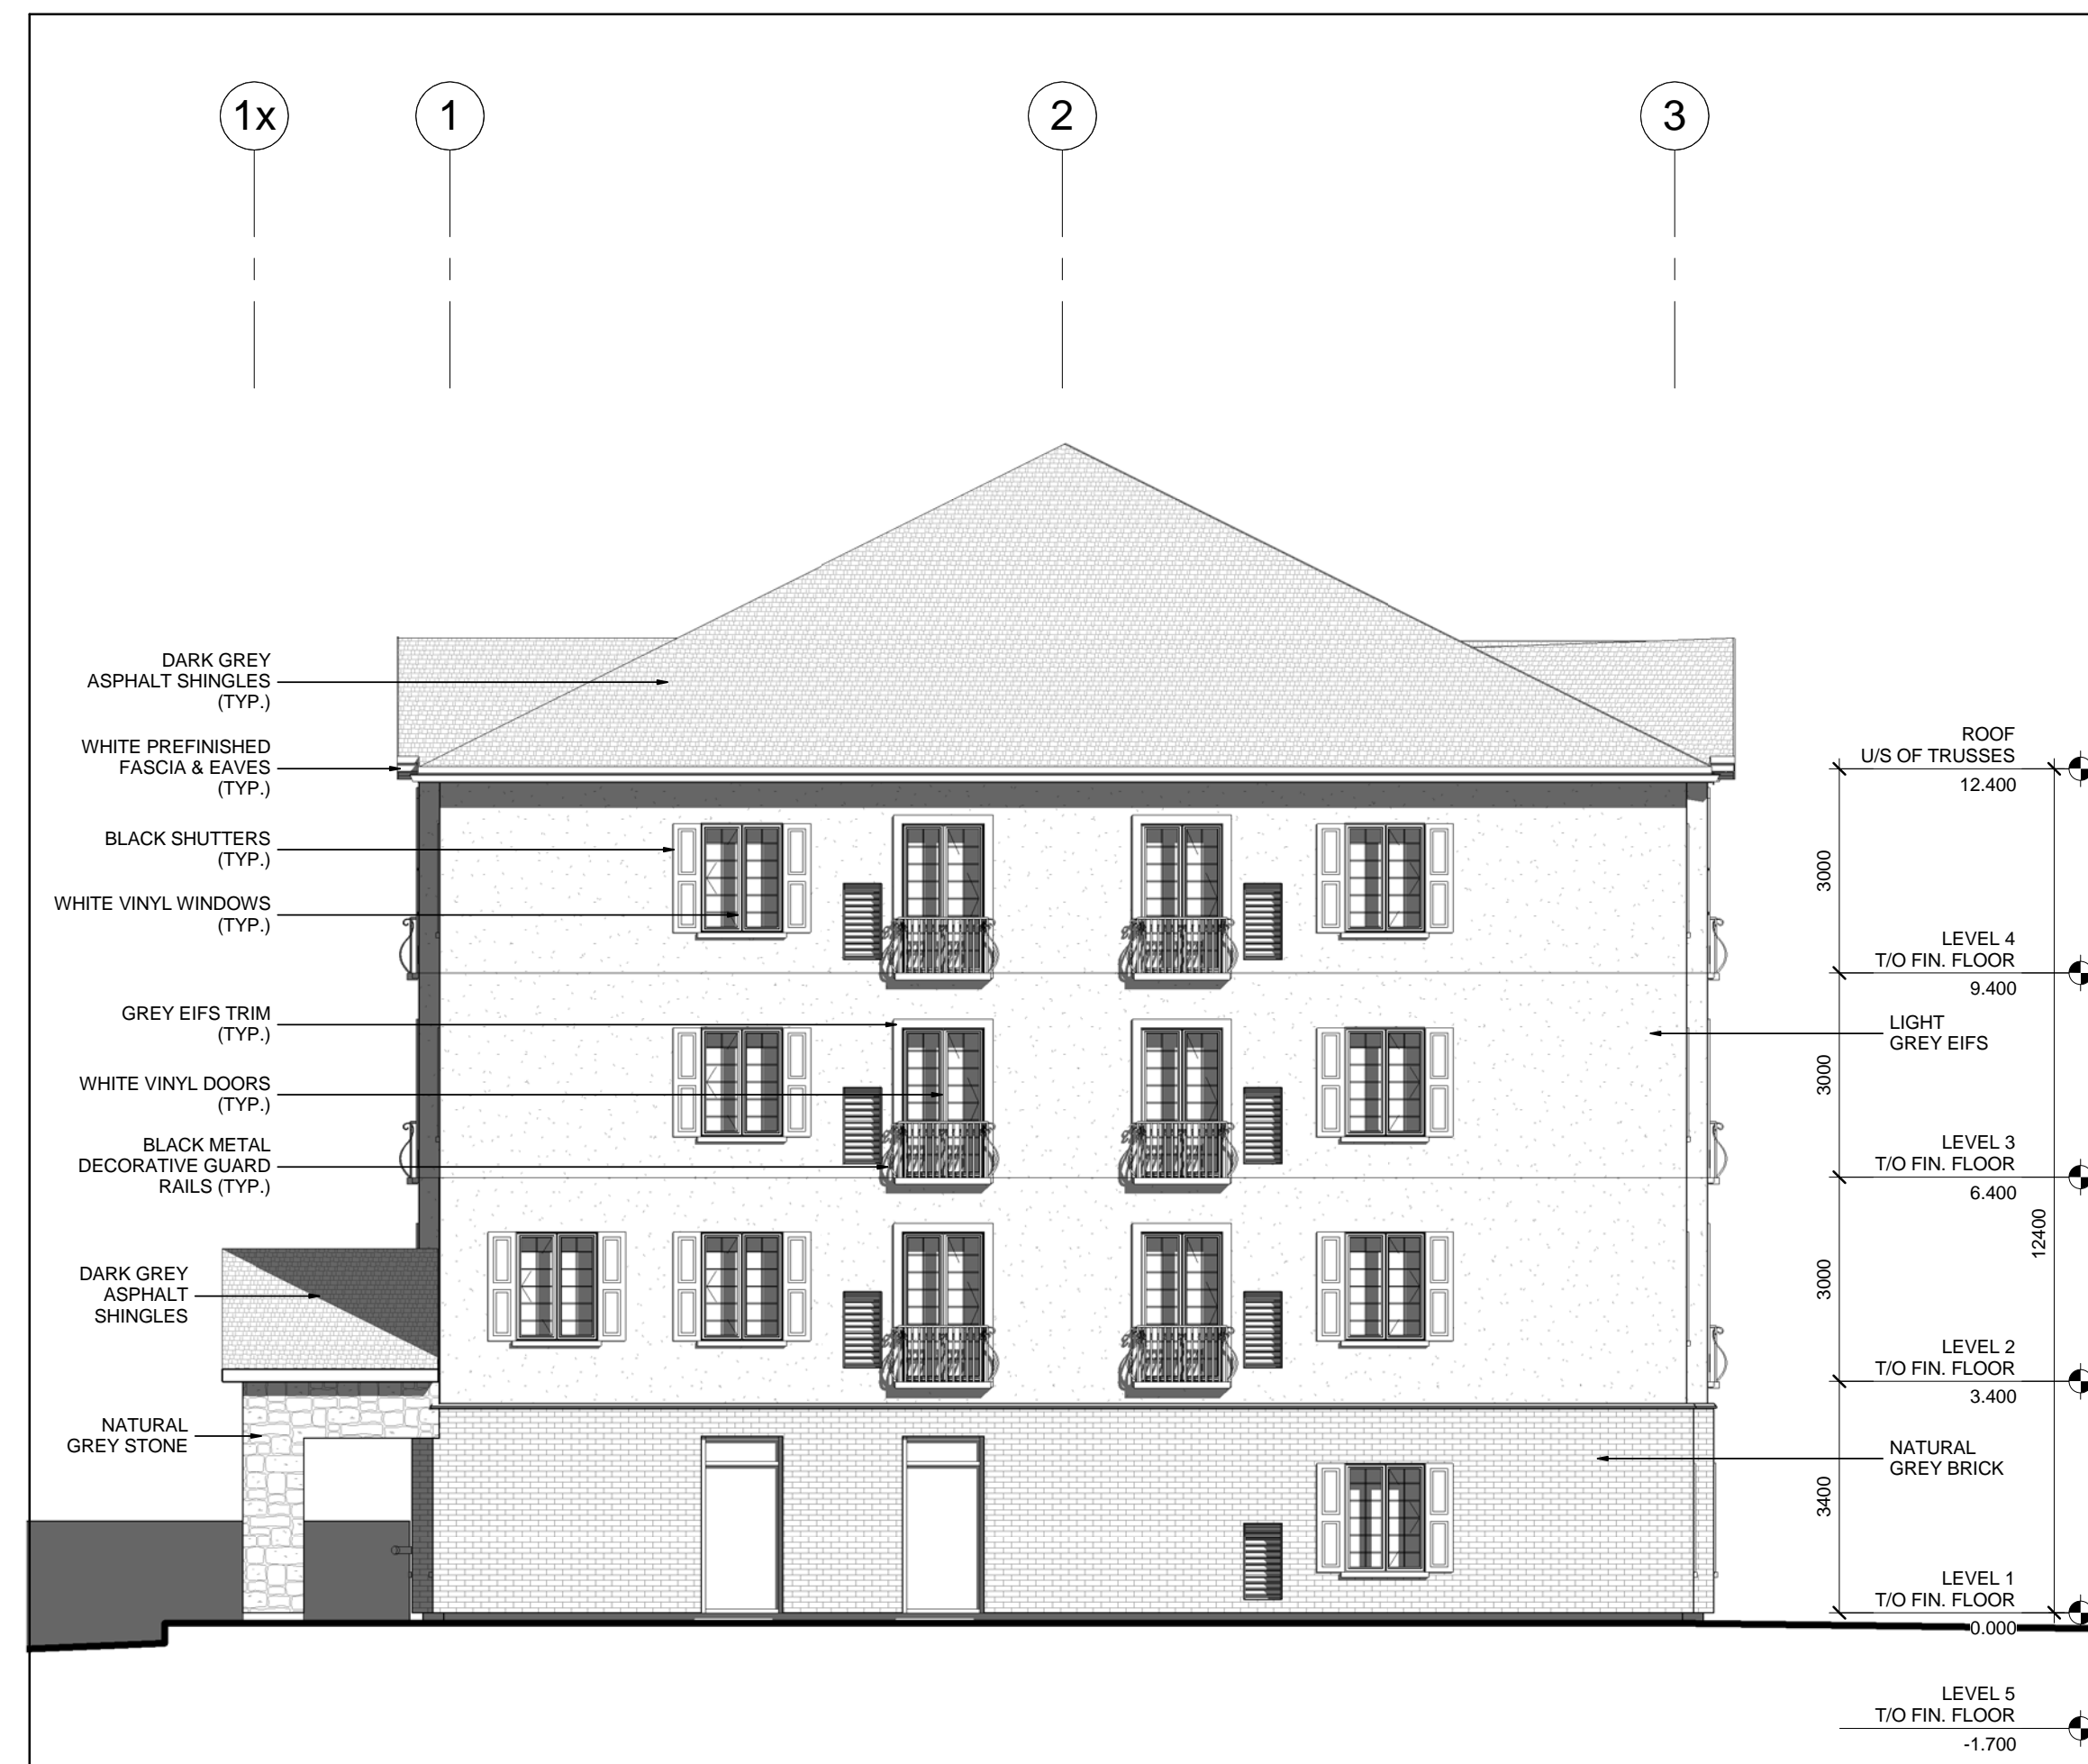 1x
1
2
3
DARK GREY
ASPHALT SHINGLES
(TYP.)
WHITE PREFINISHED
FASCIA & EAVES
(TYP.)
BLACK SHUTTERS
(TYP.)
WHITE VINYL WINDOWS
(TYP.)
GREY EIFS TRIM
(TYP.)
WHITE VINYL DOORS
(TYP.)
BLACK METAL
DECORATIVE GUARD
RAILS (TYP.)
DARK GREY
ASPHALT
SHINGLES
NATURAL
GREY STONE
LIGHT
GREY EIFS
NATURAL
GREY BRICK
3000
3000
3000
3400
12400
ROOF
U/S OF TRUSSES
12.400
LEVEL 4
T/O FIN. FLOOR
9.400
LEVEL 3
T/O FIN. FLOOR
6.400
LEVEL 2
T/O FIN. FLOOR
3.400
LEVEL 1
T/O FIN. FLOOR
0.000
LEVEL 5
T/O FIN. FLOOR
-1.700